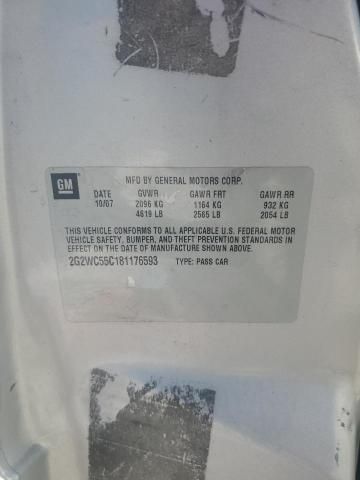 GM
MFD BY GENERAL MOTORS CORP.
DATE GVWR GAWR FRT GAWR RR
10/07 2096 KG 1164 KG 932 KG
4619 LB 2565 LB 2054 LB
THIS VEHICLE CONFORMS TO ALL APPLICABLE U.S. FEDERAL MOTOR
VEHICLE SAFETY, BUMPER, AND THEFT PREVENTION STANDARDS IN
EFFECT ON THE DATE OF MANUFACTURE SHOWN ABOVE.
2G2WC55C181176593 TYPE: PASS CAR